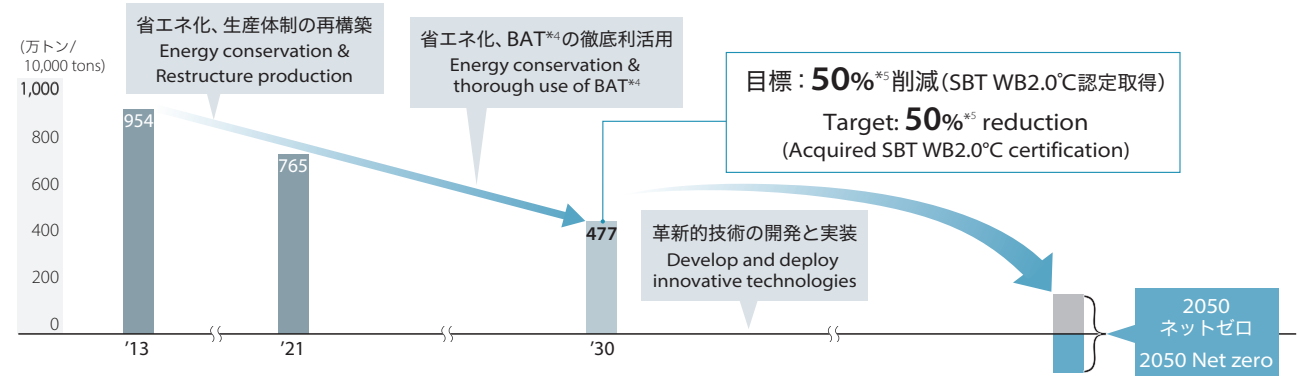 (万トン/
10,000 tons)
1,000
800
600
400
200
0
省エネ化、生産体制の再構築
Energy conservation &
Restructure production
省エネ化、BAT*4の徹底利活用
Energy conservation &
thorough use of BAT*4
目標：50%*5削減（SBT WB2.0℃認定取得）
Target: 50%*5 reduction
(Acquired SBT WB2.0℃ certification)
954
765
477
革新的技術の開発と実装
Develop and deploy
innovative technologies
2050
ネットゼロ
2050 Net zero
’13
’21
’30